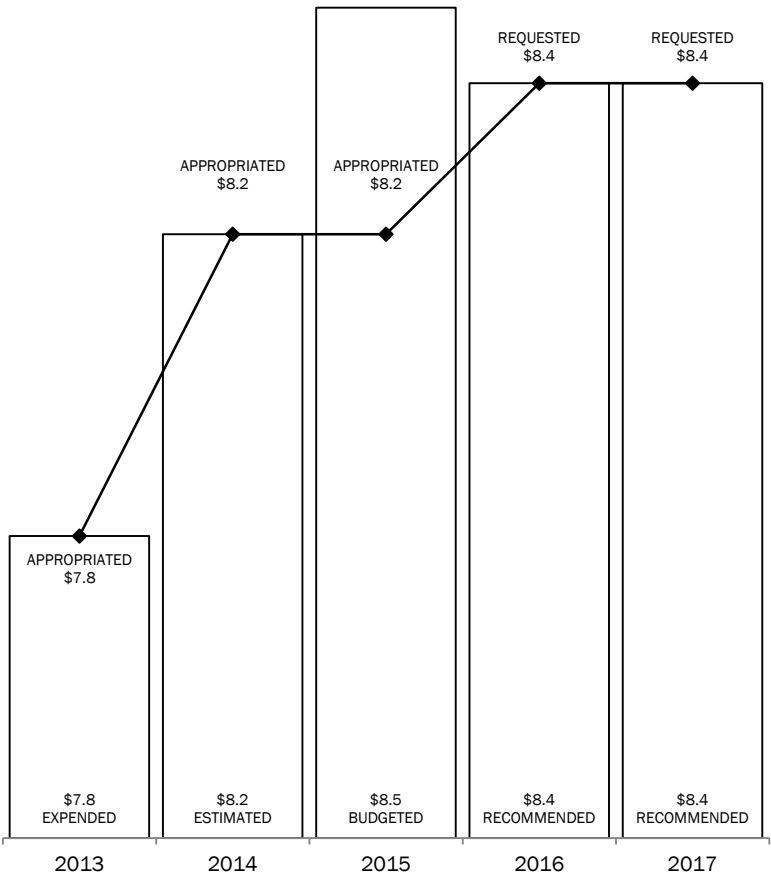 REQUESTED
$8.4
REQUESTED
$8.4
APPROPRIATED
$8.2
APPROPRIATED
$8.2
APPROPRIATED
$7.8
$7.8
EXPENDED
$8.2
ESTIMATED
$8.5
BUDGETED
$8.4
RECOMMENDED
$8.4
RECOMMENDED
2013
2014
2015
2016
2017